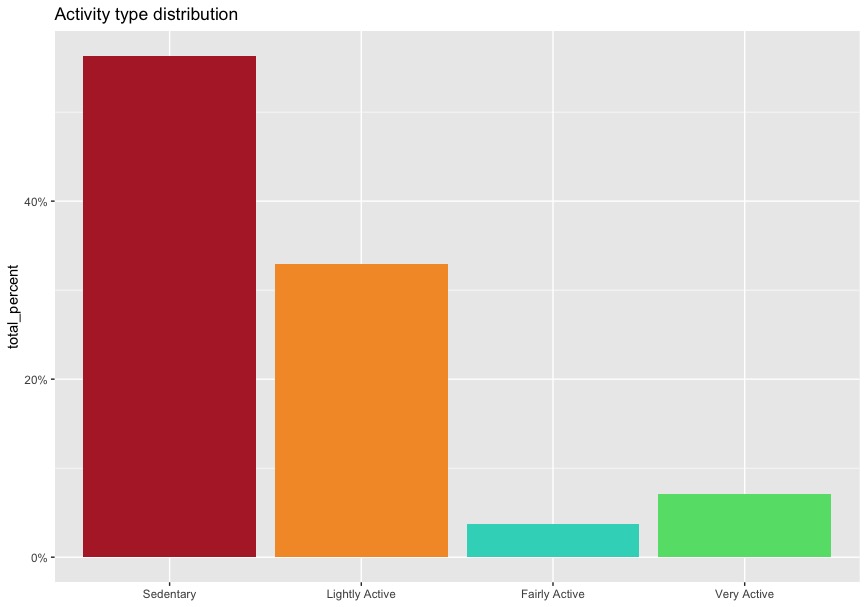 Activity type distribution
total_percent
40%
20%
0%
Sedentary
Lightly Active
Fairly Active
Very Active